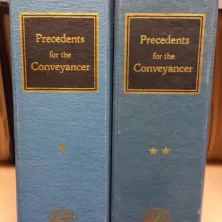 Precedents
for the
Conveyancer
*
Precedents
for the
Conveyancer
**